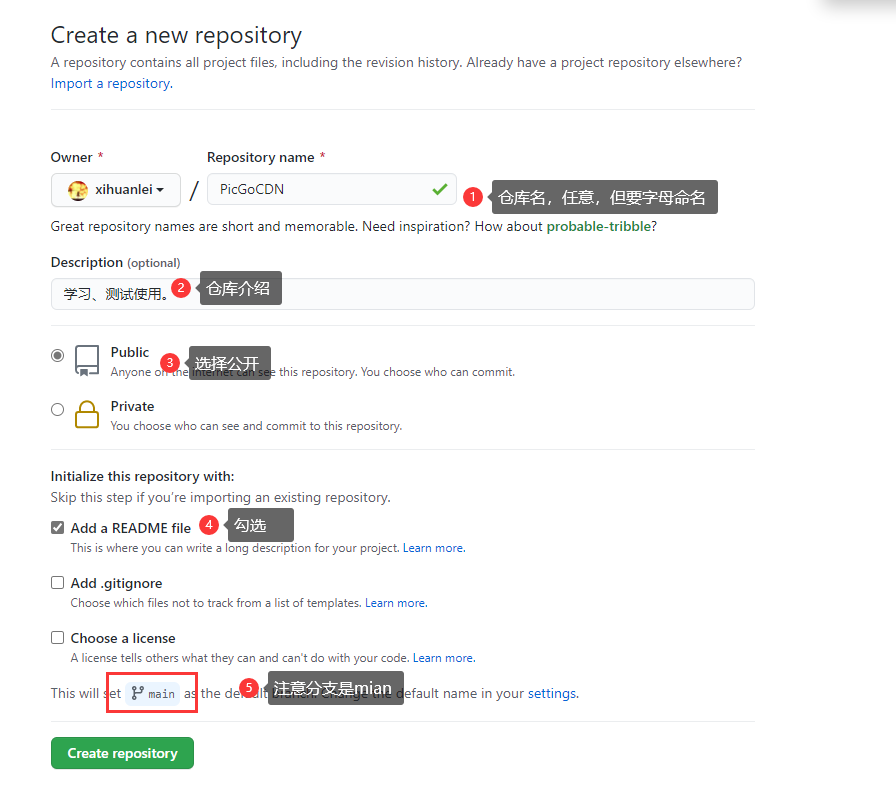 Create a new repository
A repository contains all project files, including the revision history. Already have a project repository elsewhere?
Import a repository.
Owner * Repository name *
xihuanlei / PicGoCDN
1 仓库名，任意，但要字母命名
Great repository names are short and memorable. Need inspiration? How about probable-tribble?
Description (optional)
学习、测试使用。
2 仓库介绍
Public
3 选择公开
Anyone on the internet can see this repository. You choose who can commit.
Private
You choose who can see and commit to this repository.
Initialize this repository with:
Skip this step if you're importing an existing repository.
Add a README file
4 勾选
This is where you can write a long description for your project. Learn more.
Add .gitignore
Choose which files not to track from a list of templates. Learn more.
Choose a license
A license tells others what they can and can't do with your code. Learn more.
5 注意分支是mian
This will set main as the default branch. Change the default name in your settings.
Create repository